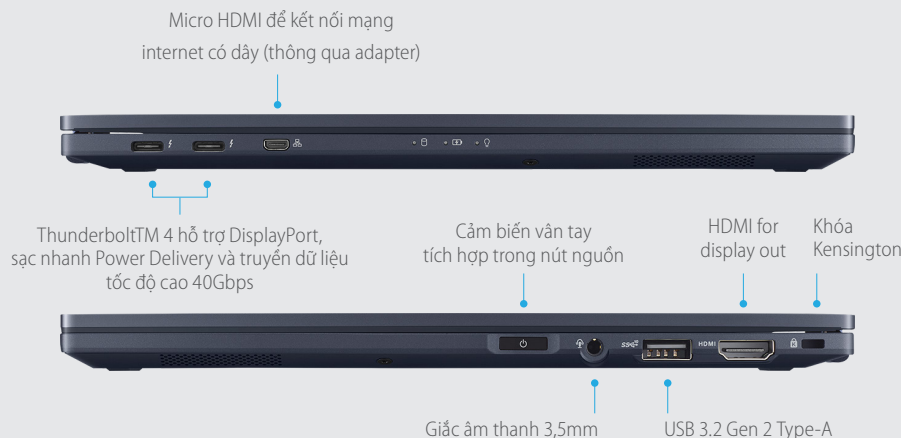 Micro HDMI để kết nối mạng
internet có dây (thông qua adapter)
ThunderboltTM 4 hỗ trợ DisplayPort,
sạc nhanh Power Delivery và truyền dữ liệu
tốc độ cao 40Gbps
Cảm biến vân tay
tích hợp trong nút nguồn
HDMI for
display out
Khóa
Kensington
HDMI
Giắc âm thanh 3,5mm
USB 3.2 Gen 2 Type-A